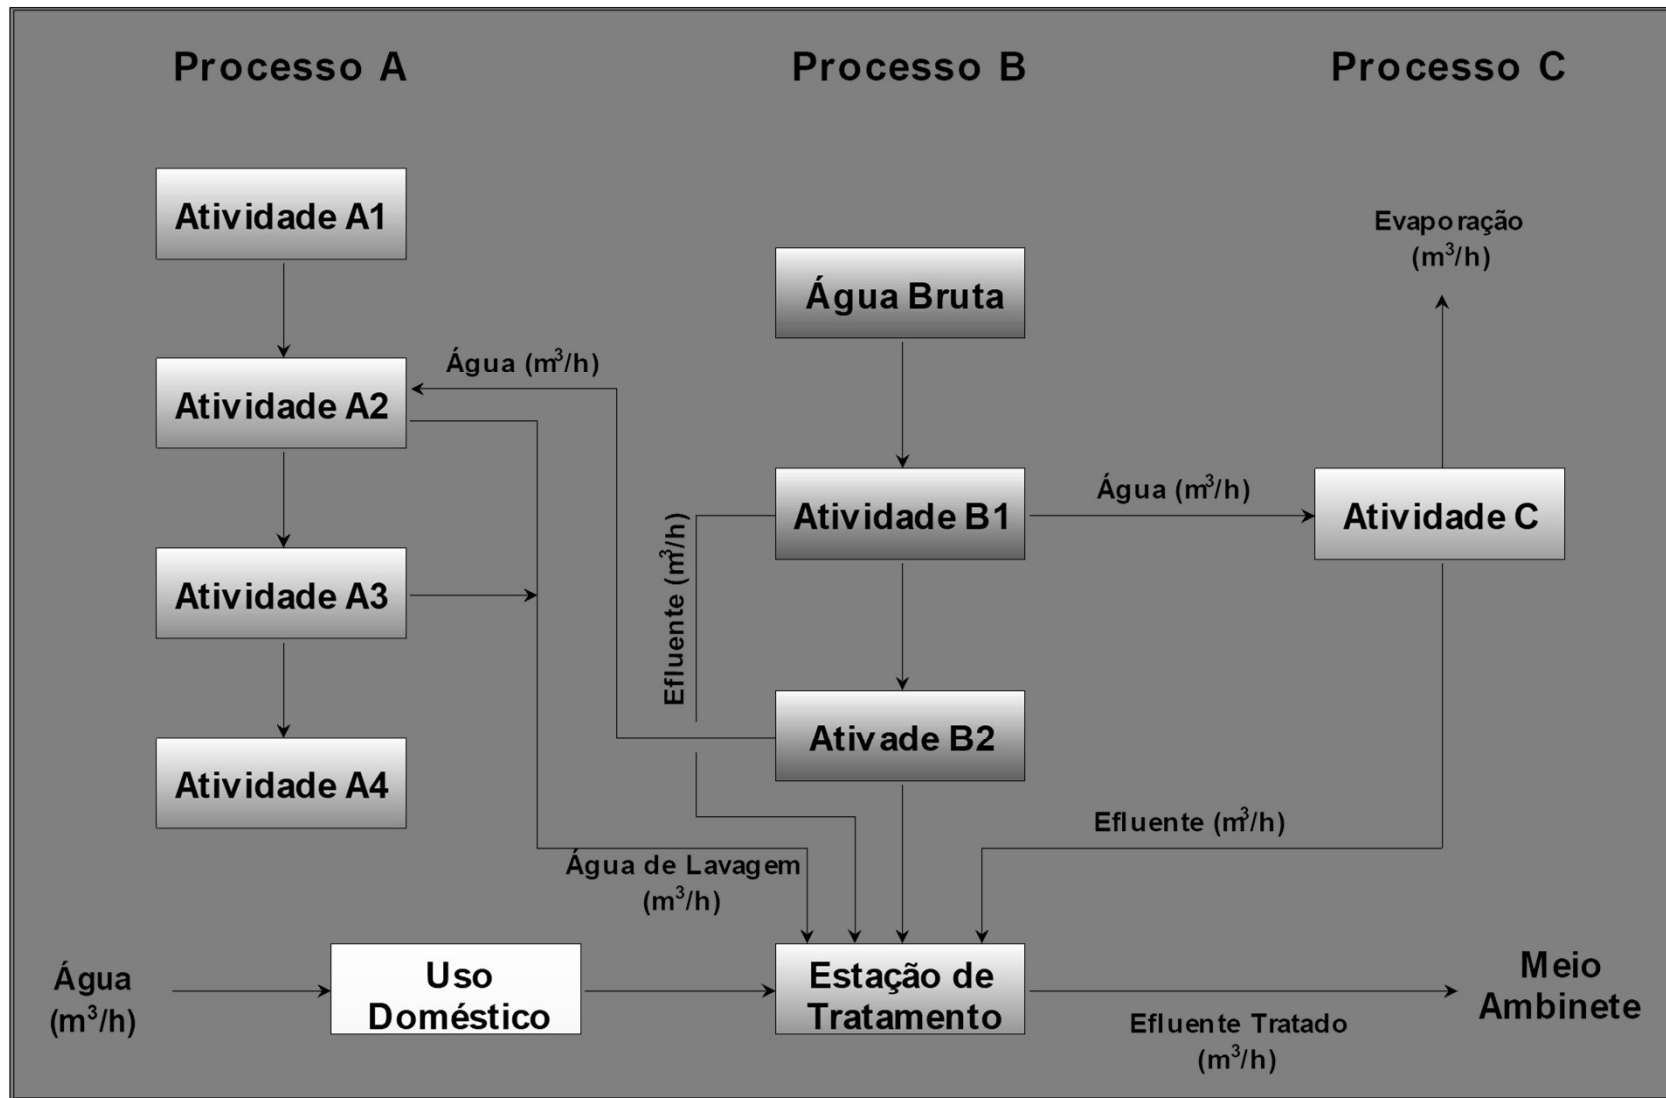 Processo A
Processo B
Processo C
Atividade A1
Água Bruta
Evaporação
(m³/h)
Atividade A2
Água (m³/h)
Atividade B1
Água (m³/h)
Atividade C
Efluente (m³/h)
Atividade A3
Ativade B2
Atividade A4
Efluente (m³/h)
Água de Lavagem
(m³/h)
Água
(m³/h)
Uso
Doméstico
Estação de
Tratamento
Efluente Tratado
(m³/h)
Meio
Ambinete